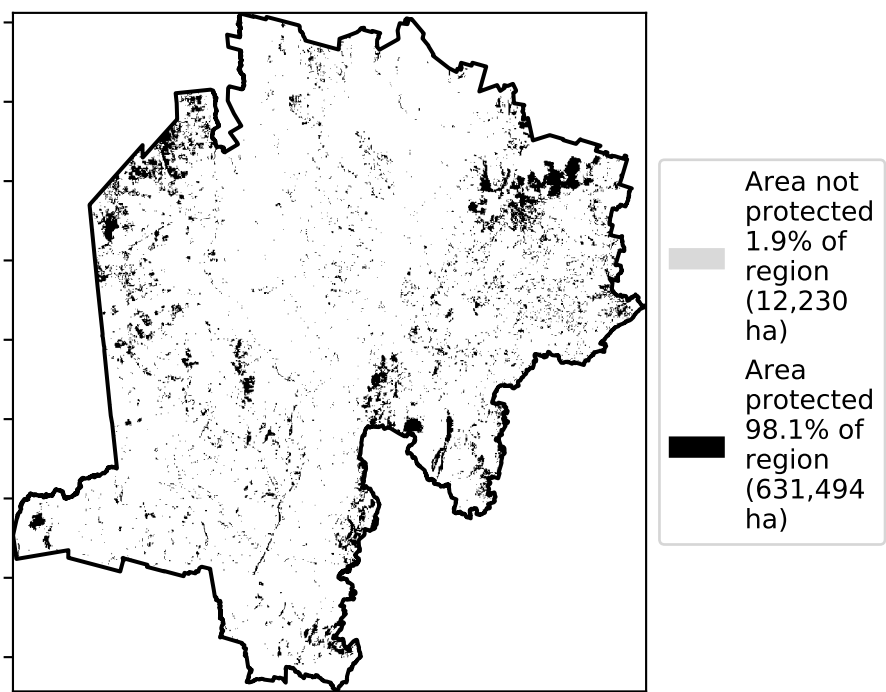 Area not
protected
1.9% of
region
(12,230
ha)
Area
protected
98.1% of
region
(631,494
ha)